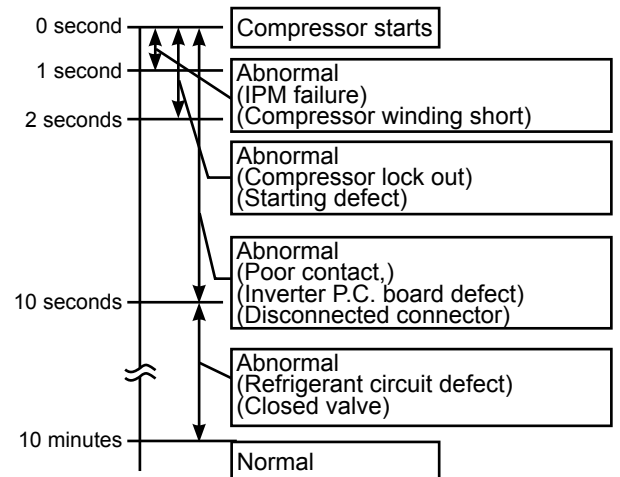 0 second
Compressor starts
1 second
Abnormal
(IPM failure)
(Compressor winding short)
2 seconds
Abnormal
(Compressor lock out)
(Starting defect)
Abnormal
(Poor contact,)
(Inverter P.C. board defect)
(Disconnected connector)
10 seconds
Abnormal
(Refrigerant circuit defect)
(Closed valve)
10 minutes
Normal